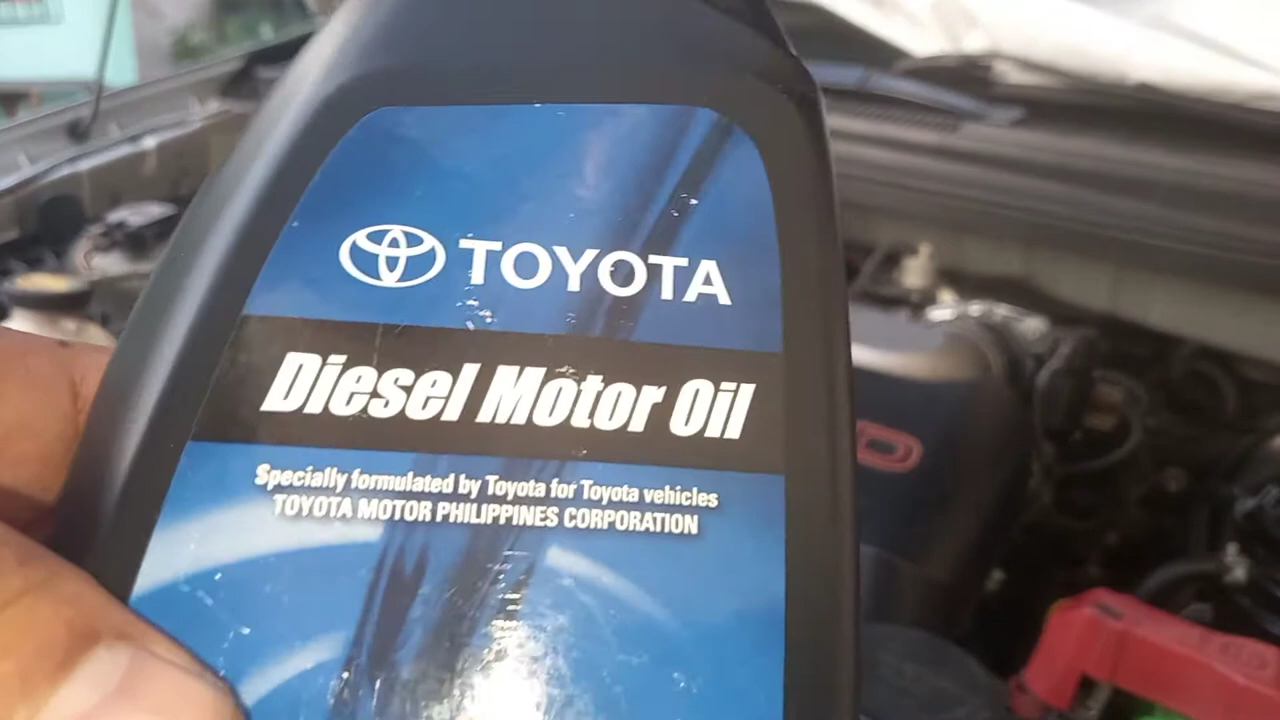 TOYOTA
Diesel Motor Oil
Specially formulated by Toyota for Toyota vehicles
TOYOTA MOTOR PHILIPPINES CORPORATION
D